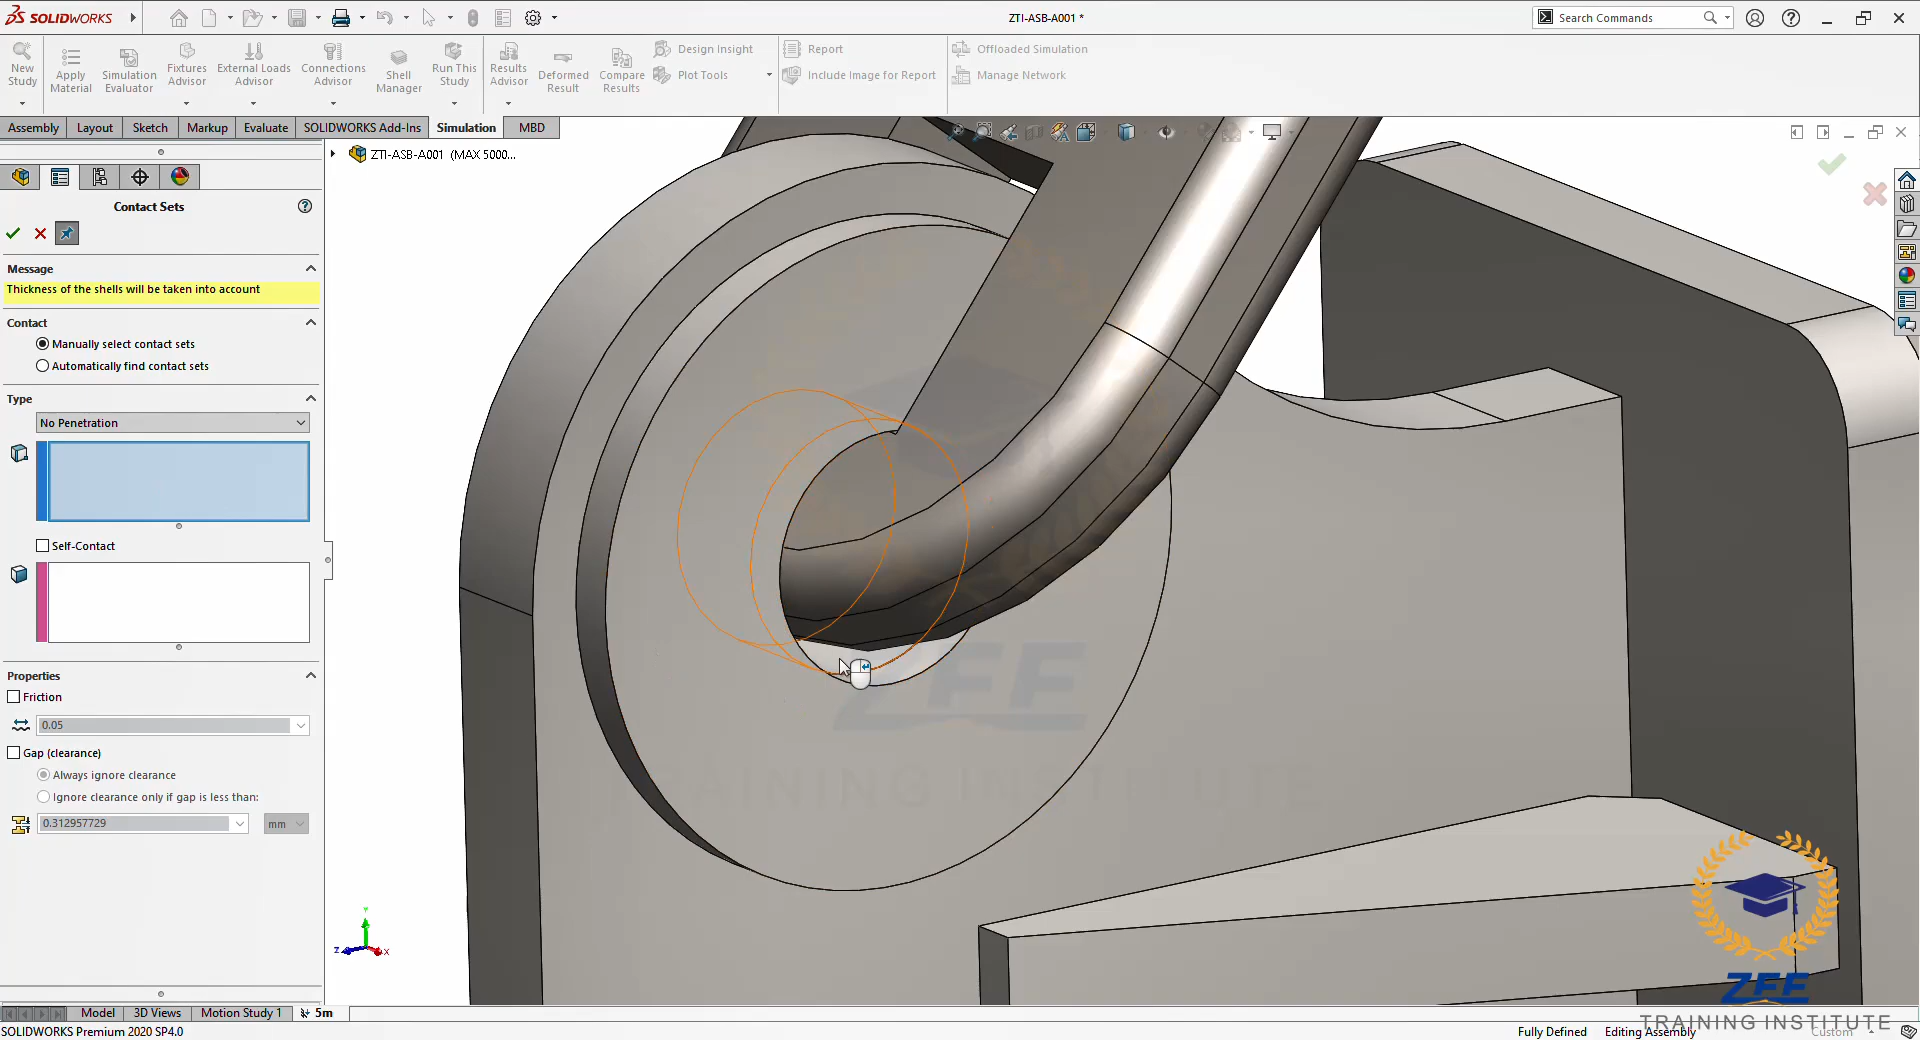 SOLIDWORKS
ZTI-ASB-A001 *
Search Commands
New Study
Apply Material
Simulation Evaluator
Fixtures Advisor
External Loads Advisor
Connections Advisor
Shell Manager
Run This Study
Results Advisor
Deformed Result
Compare Results
Design Insight
Plot Tools
Report
Include Image for Report
Offloaded Simulation
Manage Network
Assembly
Layout
Sketch
Markup
Evaluate
SOLIDWORKS Add-Ins
Simulation
MBD
ZTI-ASB-A001 (MAX 5000...
Contact Sets
Message
Thickness of the shells will be taken into account
Contact
Manually select contact sets
Automatically find contact sets
Type
No Penetration
Self-Contact
Properties
Friction
0.05
Gap (clearance)
Always ignore clearance
Ignore clearance only if gap is less than:
0.312957729
mm
ZFE
TRAINING INSTITUTE
Y
Z
X
ZFE
TRAINING INSTITUTE
Model
3D Views
Motion Study 1
5m
SOLIDWORKS Premium 2020 SP4.0
Fully Defined
Editing Assembly
Custom